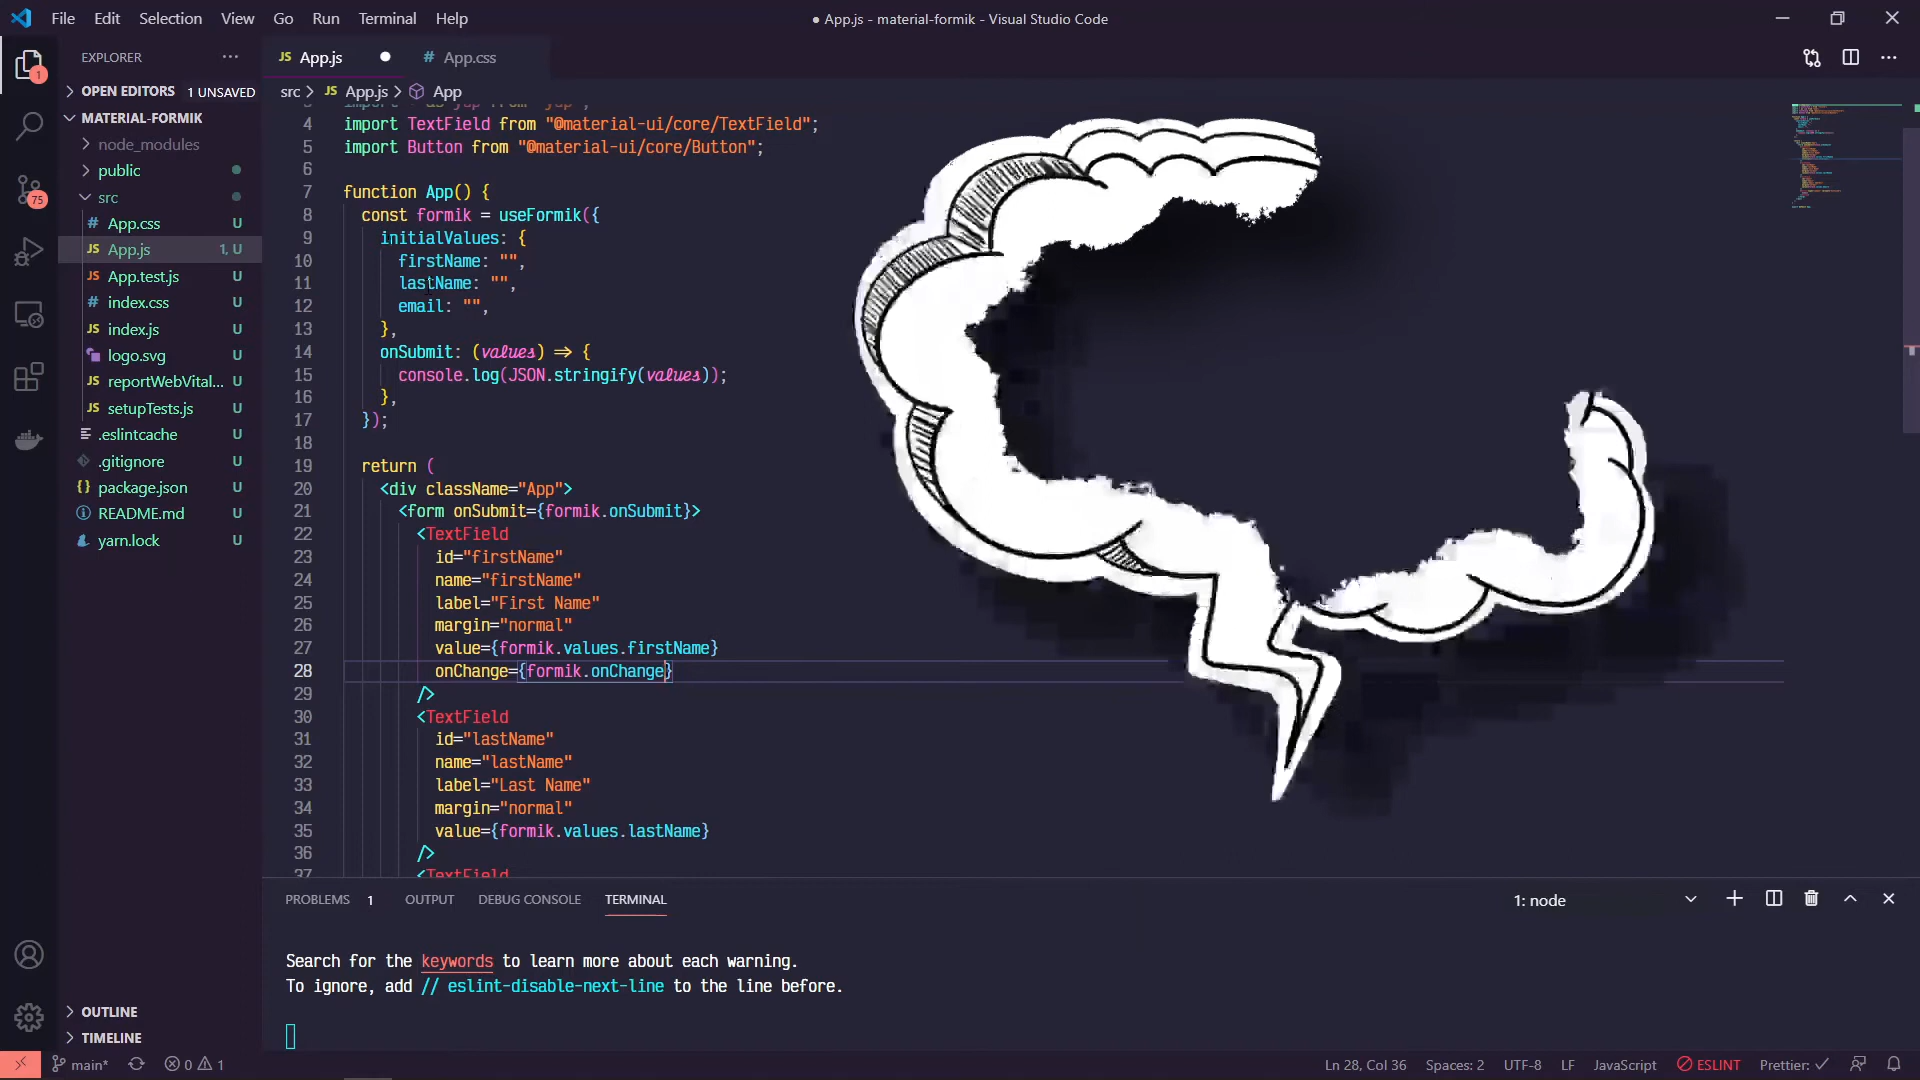 File Edit Selection View Go Run Terminal Help
● App.js - material-formik - Visual Studio Code
EXPLORER
OPEN EDITORS 1 UNSAVED
MATERIAL-FORMIK
node_modules
public
src
# App.css U
JS App.js 1, U
JS App.test.js U
# index.css U
JS index.js U
logo.svg U
JS reportWebVital... U
JS setupTests.js U
.eslintcache U
.gitignore U
{} package.json U
README.md U
yarn.lock U
OUTLINE
TIMELINE
1
75
JS App.js
# App.css
src > JS App.js > App
4 import TextField from "@material-ui/core/TextField";
5 import Button from "@material-ui/core/Button";
6
7 function App() {
8 const formik = useFormik({
9 initialValues: {
10 firstName: "",
11 lastName: "",
12 email: "",
13 },
14 onSubmit: (values) => {
15 console.log(JSON.stringify(values));
16 },
17 });
18
19 return (
20 <div className="App">
21 <form onSubmit={formik.onSubmit}>
22 <TextField
23 id="firstName"
24 name="firstName"
25 label="First Name"
26 margin="normal"
27 value={formik.values.firstName}
28 onChange={formik.onChange}
29 />
30 <TextField
31 id="lastName"
32 name="lastName"
33 label="Last Name"
34 margin="normal"
35 value={formik.values.lastName}
36 />
37 <TextField
PROBLEMS 1 OUTPUT DEBUG CONSOLE TERMINAL
1: node
Search for the keywords to learn more about each warning.
To ignore, add // eslint-disable-next-line to the line before.
main* 0 1
Ln 28, Col 36 Spaces: 2 UTF-8 LF JavaScript ESLINT Prettier: ✓